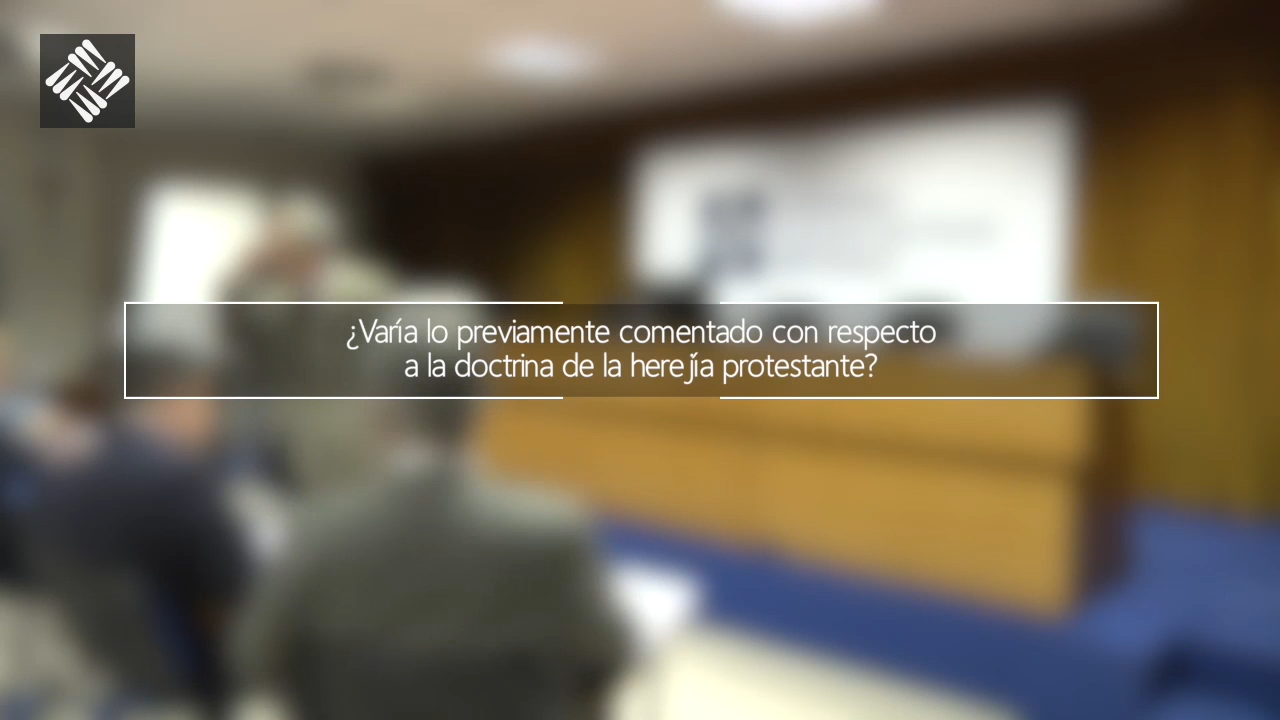 ¿Varía lo previamente comentado con respecto
a la doctrina de la herejía protestante?